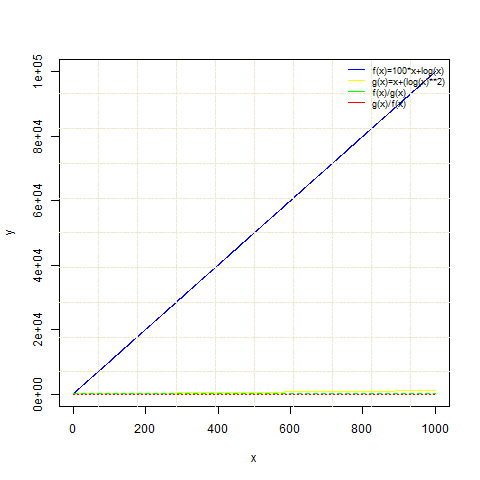 f(x)=100*x+log(x)
g(x)=x+(log(x)**2)
f(x)/g(x)
g(x)/f(x)
y
0e+00 2e+04 4e+04 6e+04 8e+04 1e+05
0 200 400 600 800 1000
x